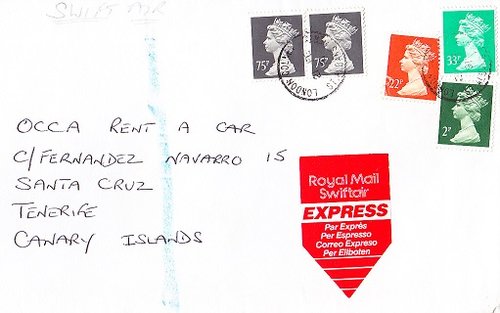 SWIFT AIR
75P
75P
22P
33P
2P
LONDON
OCCA RENT A CAR
C/FERNANDEZ NAVARRO 15
SANTA CRUZ
TENERIFE
CANARY ISLANDS
Royal Mail
Swiftair
EXPRESS
Par Exprès
Per Espresso
Correo Expreso
Per Eilboten